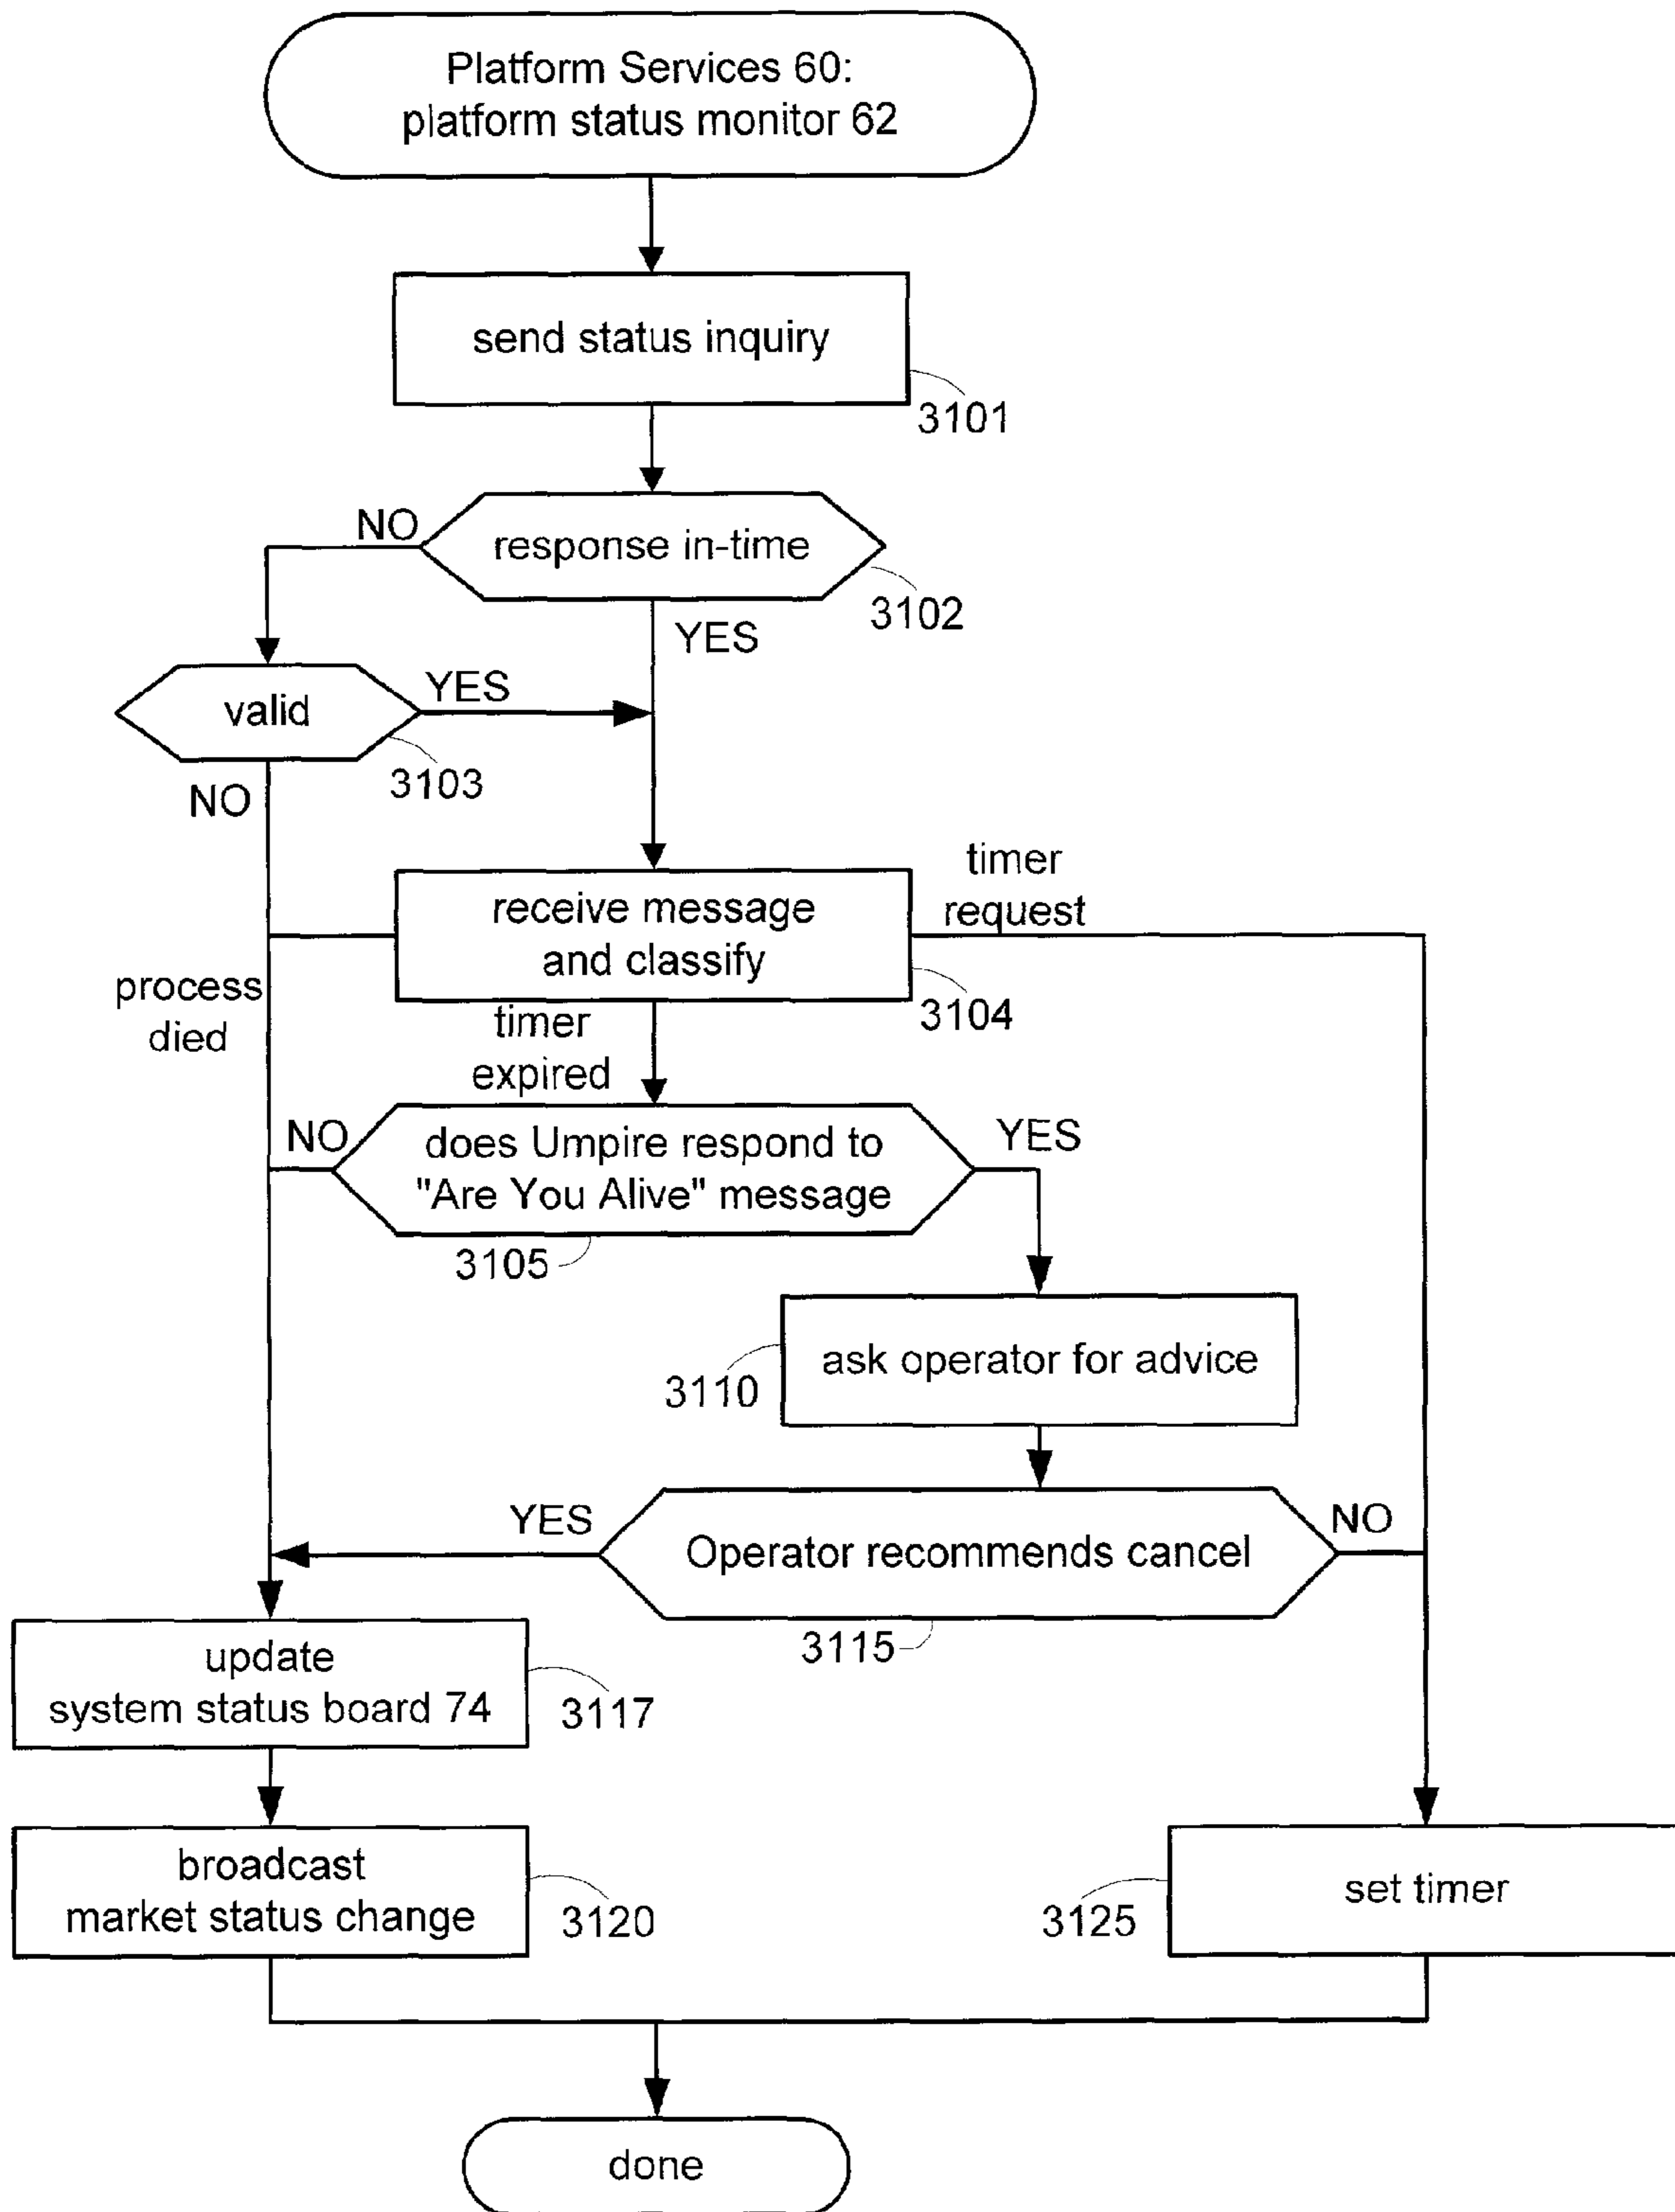 Platform Services 60:
platform status monitor 62
send status inquiry
3101
NO
response in-time
3102
YES
valid
YES
3103
NO
timer
request
receive message
and classify
3104
process
died
timer
expired
NO
does Umpire respond to
"Are You Alive" message
YES
3105
ask operator for advice
3110
YES
Operator recommends cancel
NO
3115
update
system status board 74
3117
broadcast
market status change
3120
set timer
3125
done